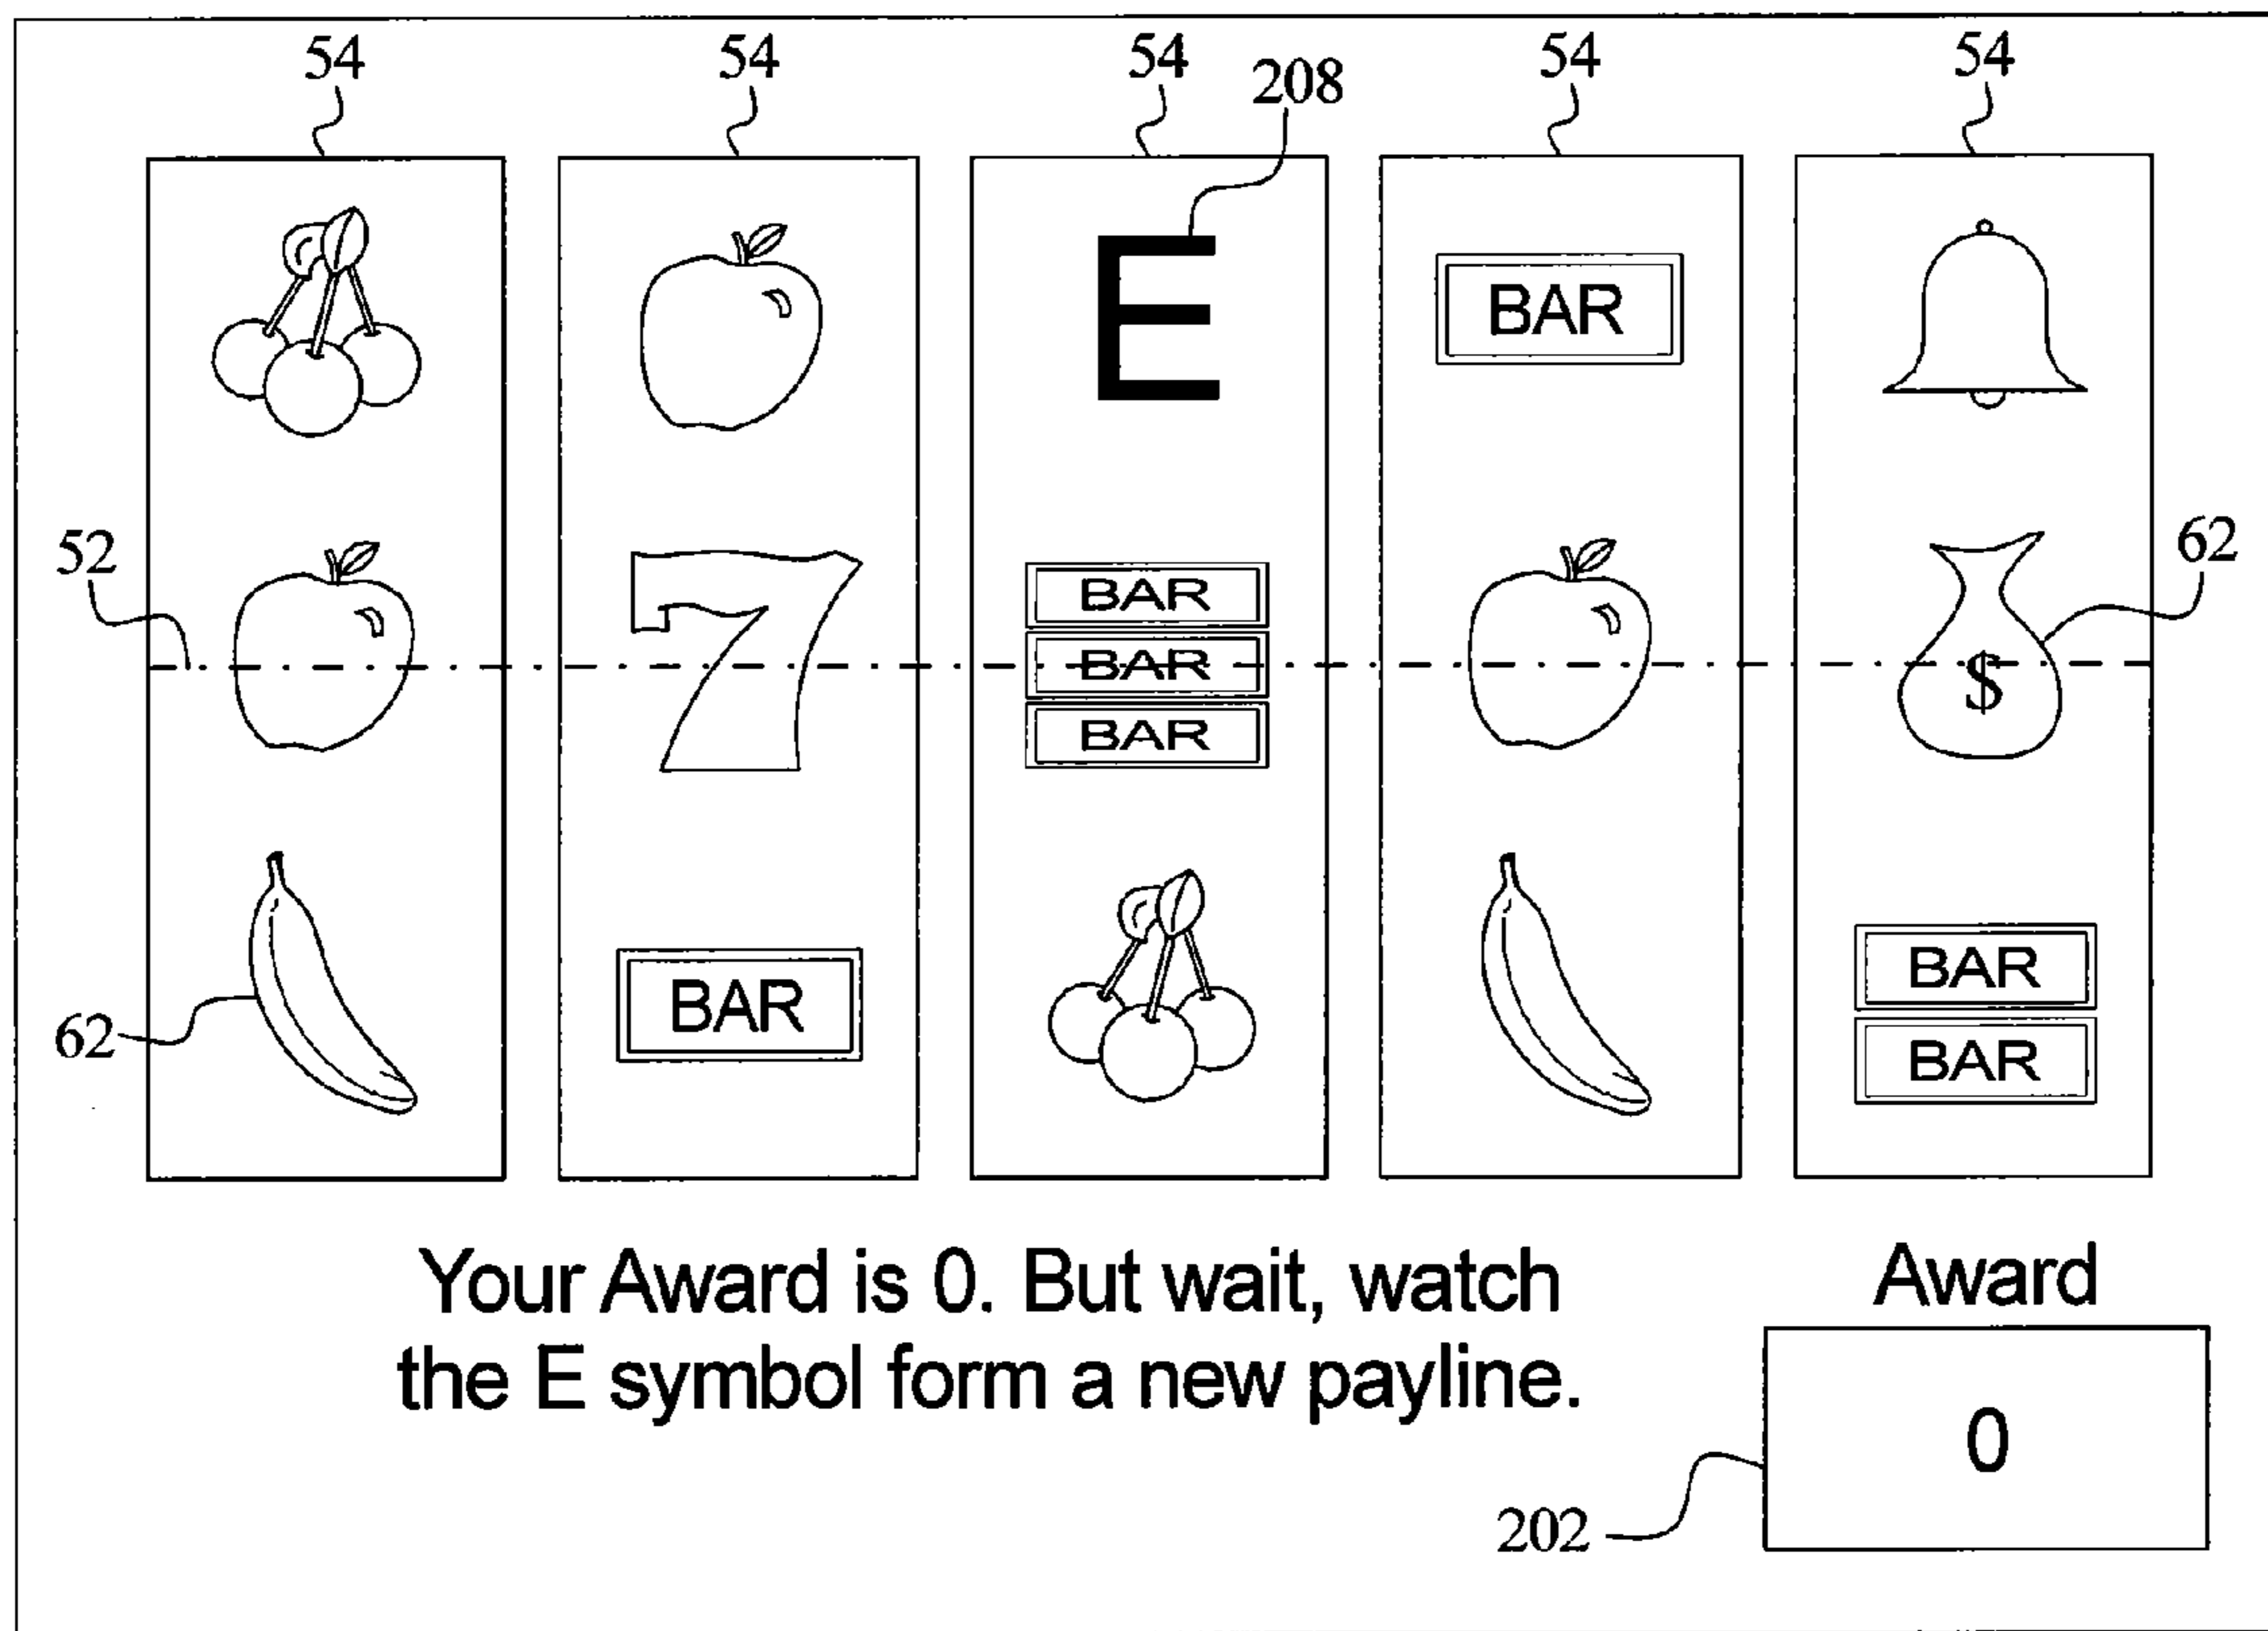 54 54 54 54 54
208
E
BAR
52
7
BAR
BAR
BAR
$
62
62
BAR
BAR
BAR
Your Award is 0. But wait, watch
the E symbol form a new payline.
Award
0
202